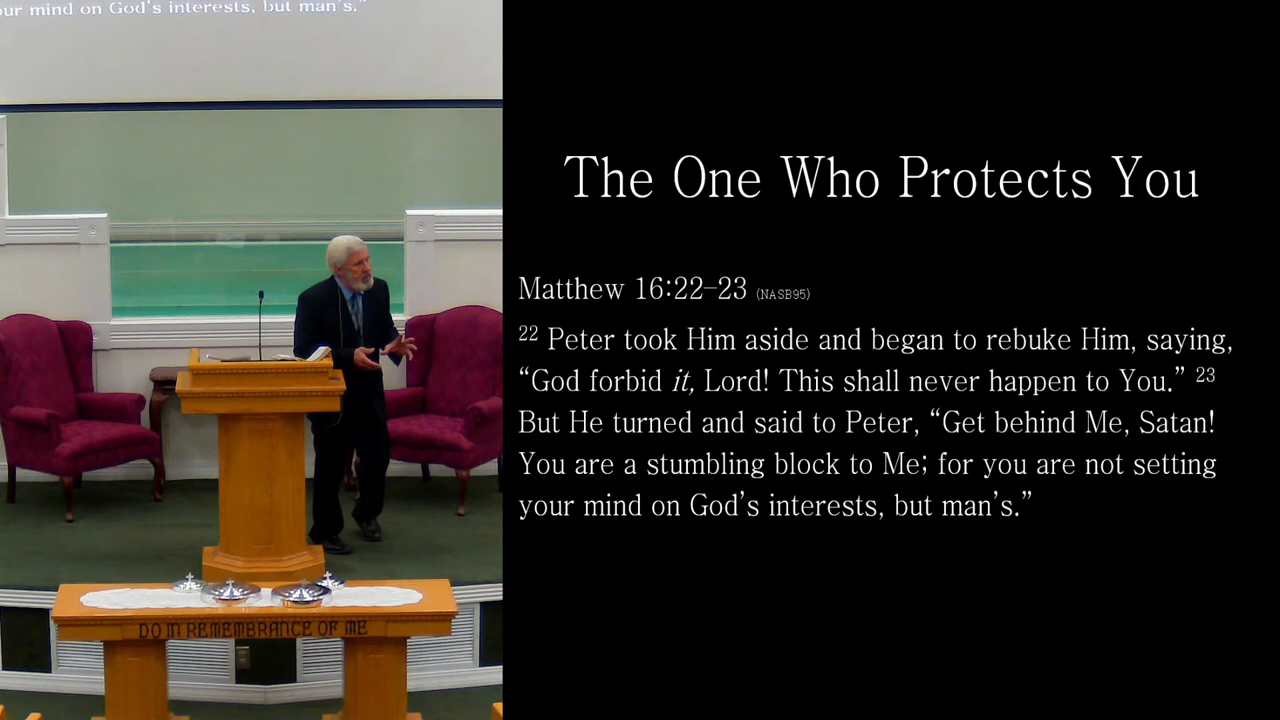 our mind on God's interests, but man's.”
The One Who Protects You
Matthew 16:22–23 (NASB95)
22 Peter took Him aside and began to rebuke Him, saying,
“God forbid it, Lord! This shall never happen to You.” 23
But He turned and said to Peter, “Get behind Me, Satan!
You are a stumbling block to Me; for you are not setting
your mind on God’s interests, but man’s.”
DO IN REMEMBRANCE OF ME